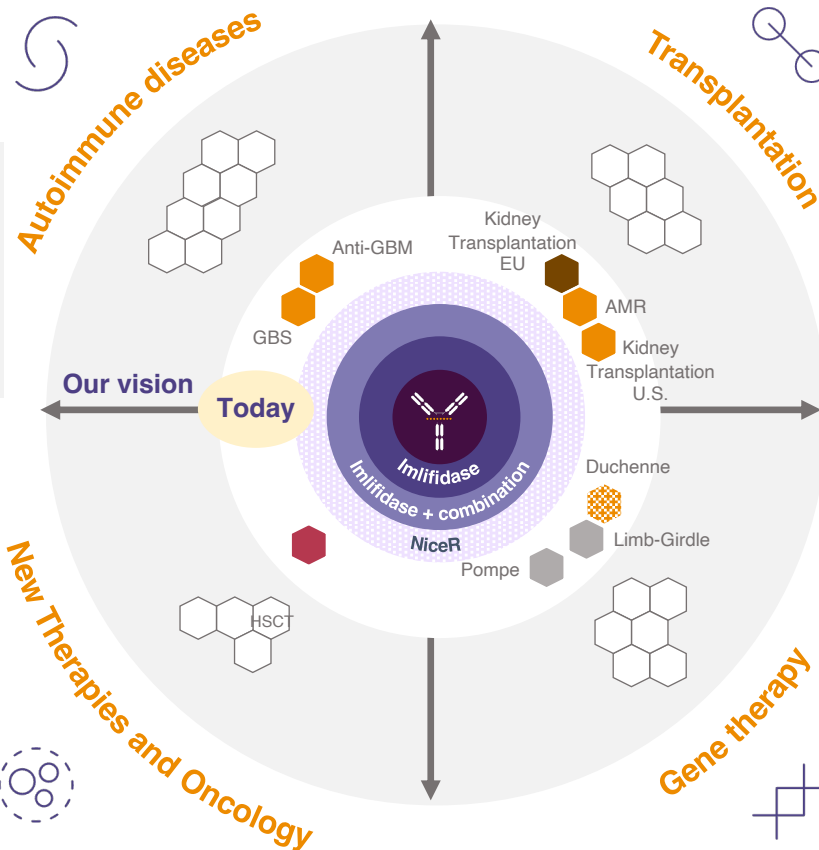 Autoimmune diseases
Transplantation
Anti-GBM
GBS
Kidney
Transplantation
EU
AMR
Kidney
Transplantation
U.S.
Our vision
Today
Imlifidase
Imlifidase + combination
NiceR
Duchenne
Limb-Girdle
Pompe
HSCT
New Therapies and Oncology
Gene therapy